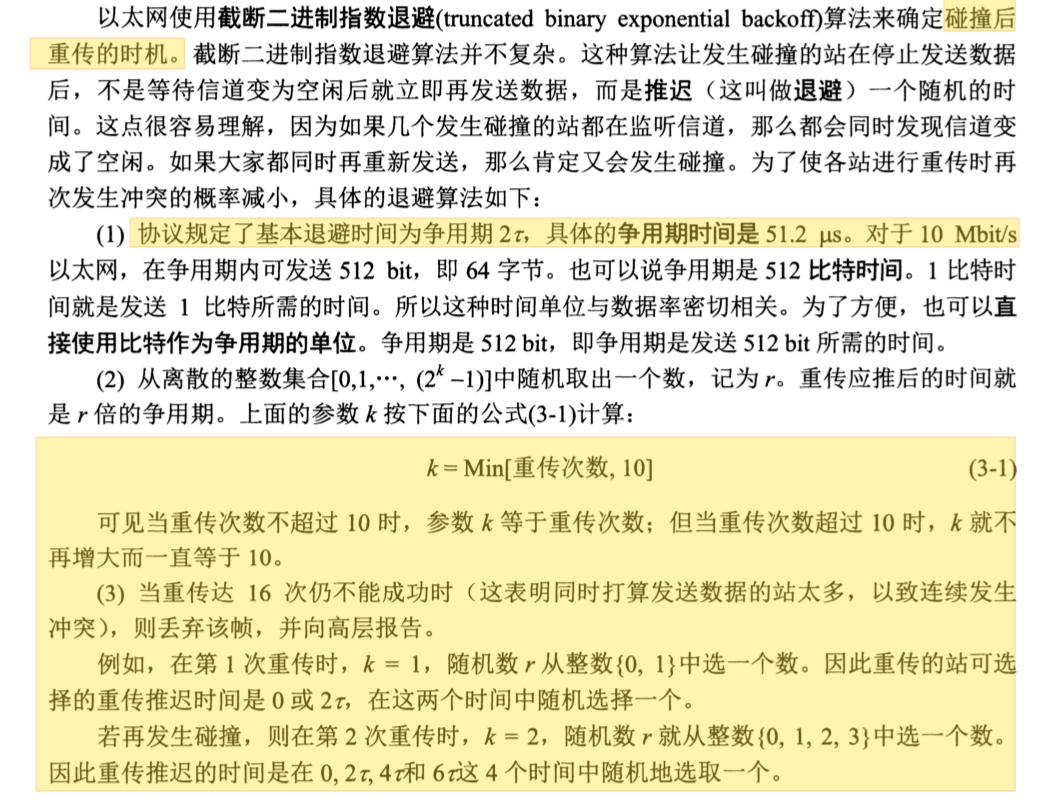 以太网使用截断二进制指数退避(truncated binary exponential backoff)算法来确定碰撞后
重传的时机。截断二进制指数退避算法并不复杂。这种算法让发生碰撞的站在停止发送数据
后，不是等待信道变为空闲后就立即再发送数据，而是推迟（这叫做退避）一个随机的时
间。这点很容易理解，因为如果几个发生碰撞的站都在监听信道，那么都会同时发现信道变
成了空闲。如果大家都同时再重新发送，那么肯定又会发生碰撞。为了使各站进行重传时再
次发生冲突的概率减小，具体的退避算法如下：
(1) 协议规定了基本退避时间为争用期 2τ，具体的争用期时间是 51.2 μs。对于 10 Mbit/s
以太网，在争用期内可发送 512 bit，即 64 字节。也可以说争用期是 512 比特时间。1 比特时
间就是发送 1 比特所需的时间。所以这种时间单位与数据率密切相关。为了方便，也可以直
接使用比特作为争用期的单位。争用期是 512 bit，即争用期是发送 512 bit 所需的时间。
(2) 从离散的整数集合[0,1,⋯, (2^k −1)]中随机取出一个数，记为 r。重传应推后的时间就
是 r 倍的争用期。上面的参数 k 按下面的公式(3-1)计算：
k = Min[重传次数, 10] (3-1)
可见当重传次数不超过 10 时，参数 k 等于重传次数；但当重传次数超过 10 时，k 就不
再增大而一直等于 10。
(3) 当重传达 16 次仍不能成功时（这表明同时打算发送数据的站太多，以致连续发生
冲突），则丢弃该帧，并向高层报告。
例如，在第 1 次重传时，k = 1，随机数 r 从整数{0, 1}中选一个数。因此重传的站可选
择的重传推迟时间是 0 或 2τ，在这两个时间中随机选择一个。
若再发生碰撞，则在第 2 次重传时，k = 2，随机数 r 就从整数{0, 1, 2, 3}中选一个数。
因此重传推迟的时间是在 0, 2τ, 4τ和 6τ这 4 个时间中随机地选取一个。